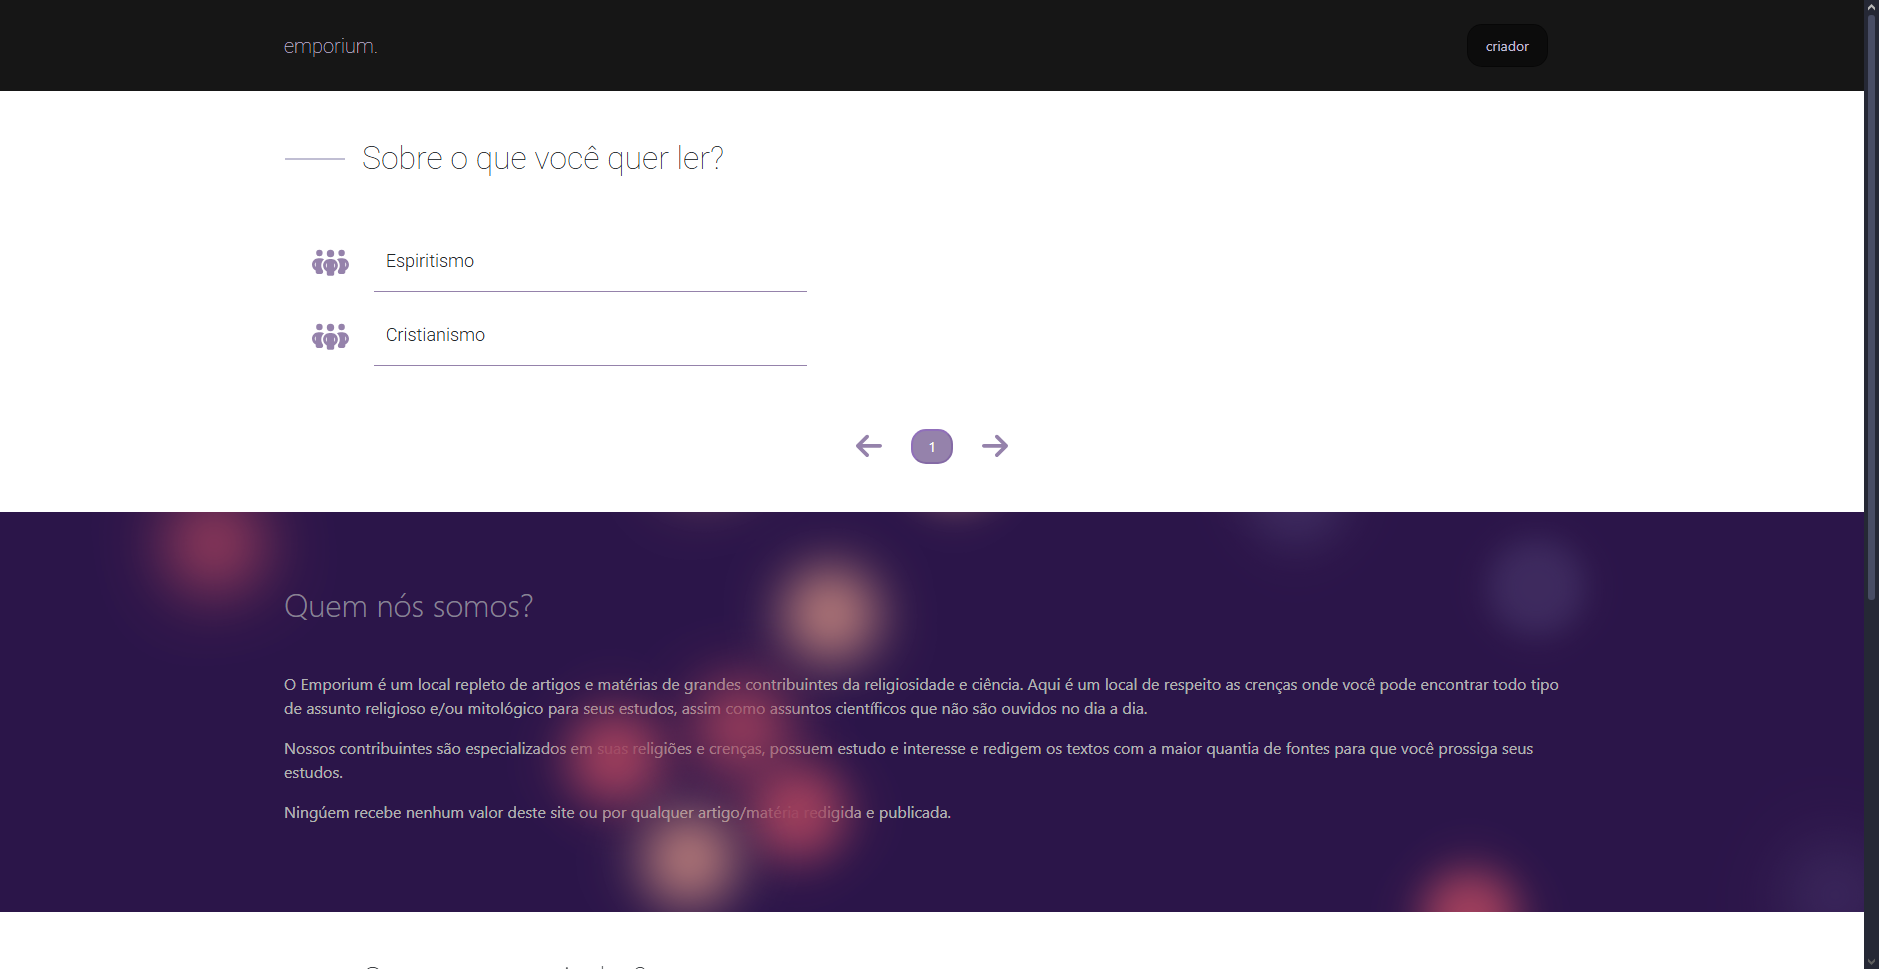 emporium.
criador
Sobre o que você quer ler?
Espiritismo
Cristianismo
1
Quem nós somos?
O Emporium é um local repleto de artigos e matérias de grandes contribuintes da religiosidade e ciência. Aqui é um local de respeito as crenças onde você pode encontrar todo tipo
de assunto religioso e/ou mitológico para seus estudos, assim como assuntos científicos que não são ouvidos no dia a dia.
Nossos contribuintes são especializados em suas religiões e crenças, possuem estudo e interesse e redigem os textos com a maior quantia de fontes para que você prossiga seus
estudos.
Ningúem recebe nenhum valor deste site ou por qualquer artigo/matéria redigida e publicada.